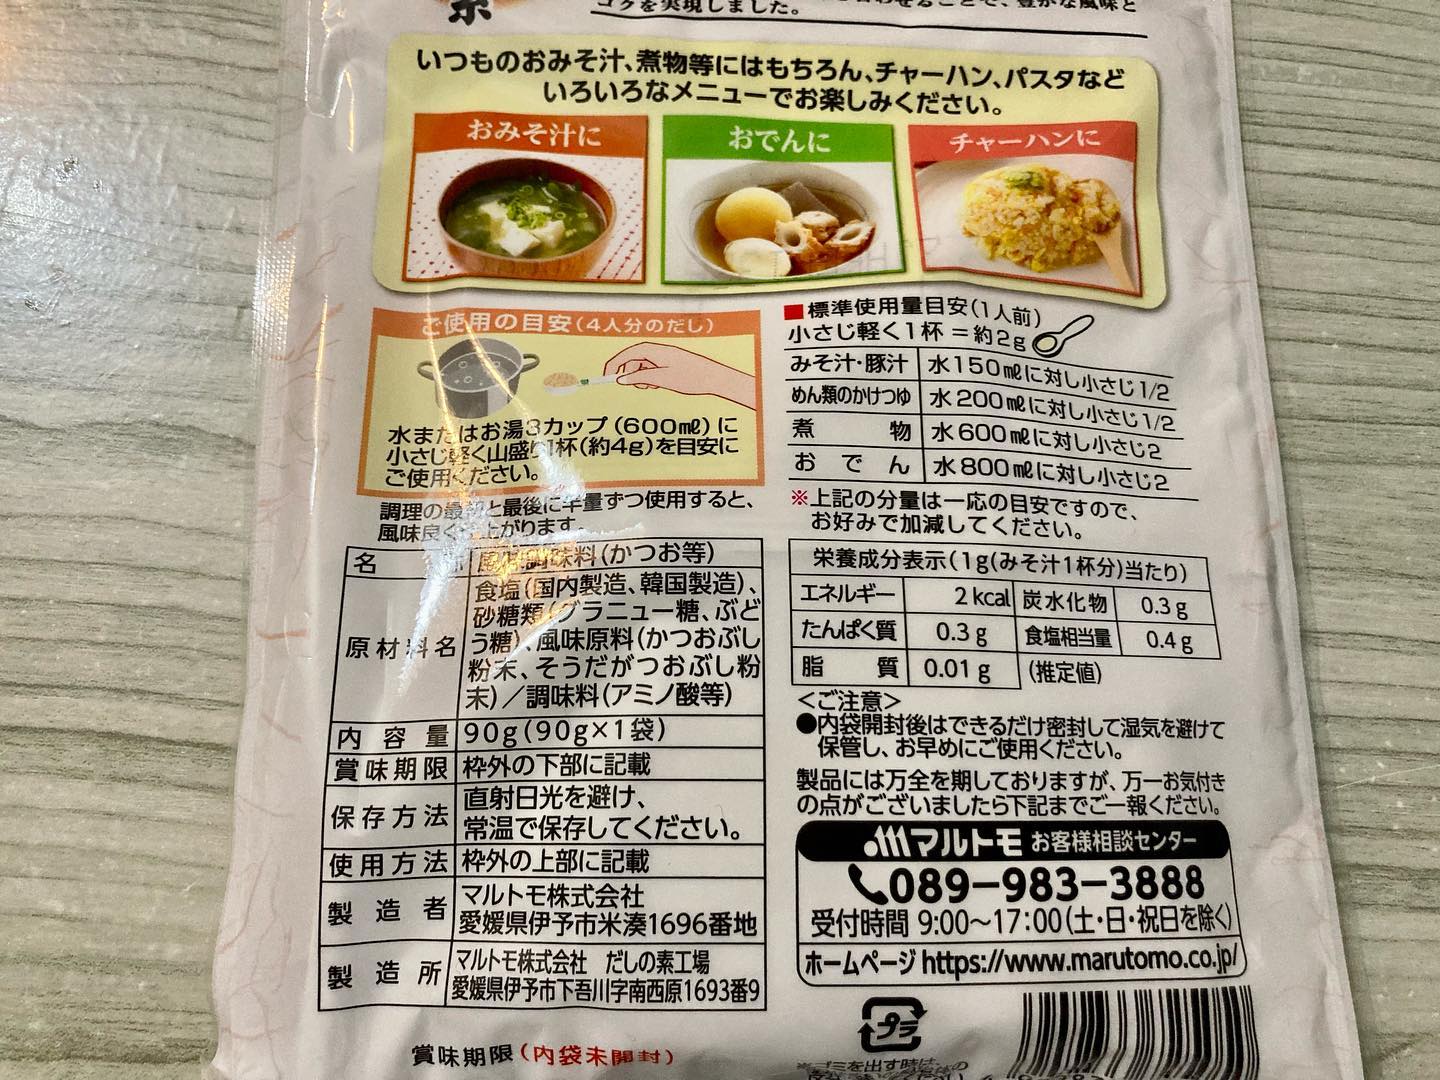 素
コクを実現しました。
いつものおみそ汁、煮物等にはもちろん、チャーハン、パスタなど
いろいろなメニューでお楽しみください。
おみそ汁に
おでんに
チャーハンに
ご使用の目安(4人分のだし)
水またはお湯3カップ(600㎖)に
小さじ軽く山盛り1杯(約4g)を目安に
ご使用ください。
調理の最初と最後に半量ずつ使用すると、
風味良く仕上がります。
■標準使用量目安(1人前)
小さじ軽く1杯=約2g
みそ汁・豚汁 水150㎖に対し小さじ1/2
めん類のかけつゆ 水200㎖に対し小さじ1/2
煮物 水600㎖に対し小さじ2
おでん 水800㎖に対し小さじ2
※上記の分量は一応の目安ですので、
お好みで加減してください。
名称 風味調味料(かつお等)
原材料名 食塩(国内製造、韓国製造)、
砂糖類(グラニュー糖、ぶど
う糖)、風味原料(かつおぶし
粉末、そうだがつおぶし粉
末)/調味料(アミノ酸等)
内容量 90g(90g×1袋)
賞味期限 枠外の下部に記載
保存方法 直射日光を避け、
常温で保存してください。
使用方法 枠外の上部に記載
製造者 マルトモ株式会社
愛媛県伊予市米湊1696番地
製造所 マルトモ株式会社 だしの素工場
愛媛県伊予市下吾川字南西原1693番9
賞味期限(内袋未開封)
栄養成分表示(1g(みそ汁1杯分)当たり)
エネルギー 2kcal 炭水化物 0.3g
たんぱく質 0.3g 食塩相当量 0.4g
脂質 0.01g (推定値)
<ご注意>
●内袋開封後はできるだけ密封して湿気を避けて
保管し、お早めにご使用ください。
製品には万全を期しておりますが、万一お気付き
の点がございましたら下記までご一報ください。
マルトモ お客様相談センター
089-983-3888
受付時間 9:00〜17:00(土・日・祝日を除く)
ホームページ https://www.marutomo.co.jp/
プラ
※ゴミを出す時は、